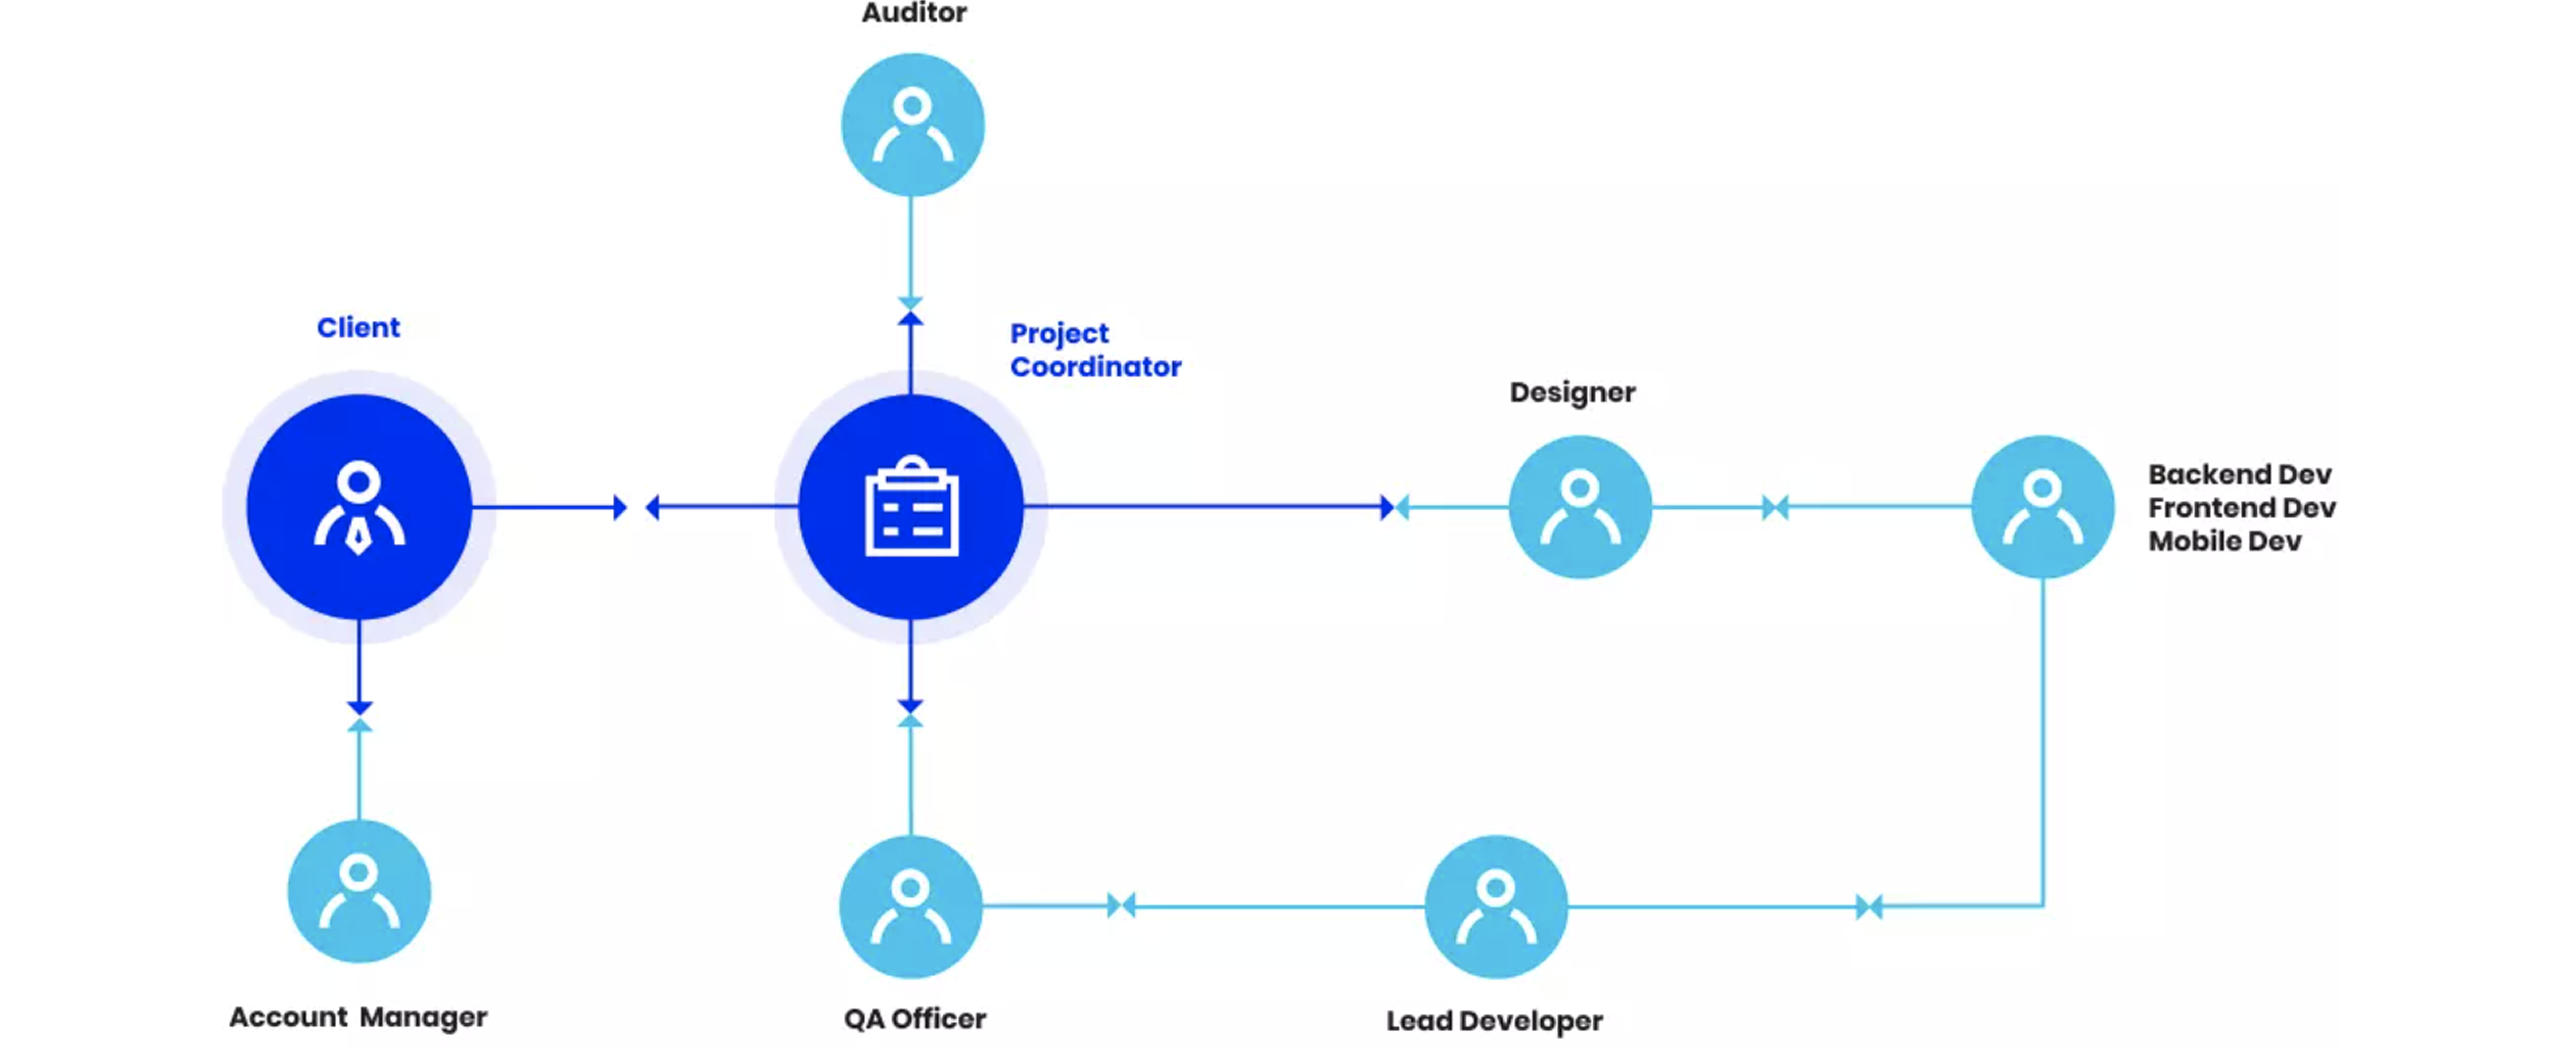 Auditor
Client
Project
Coordinator
Designer
Backend Dev
Frontend Dev
Mobile Dev
Account Manager
QA Officer
Lead Developer